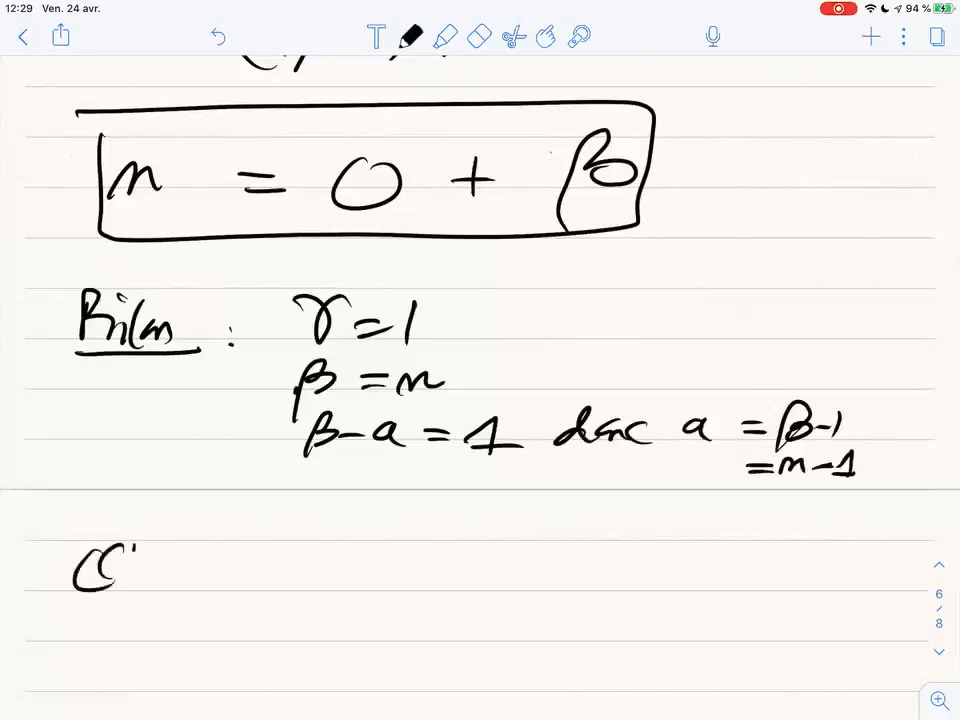 12:29 Ven. 24 avr. 94 %
T
n = 0 + β
Bilan : γ = 1
β = n
β - a = 1 donc a = β - 1
= n - 1
6
/
8